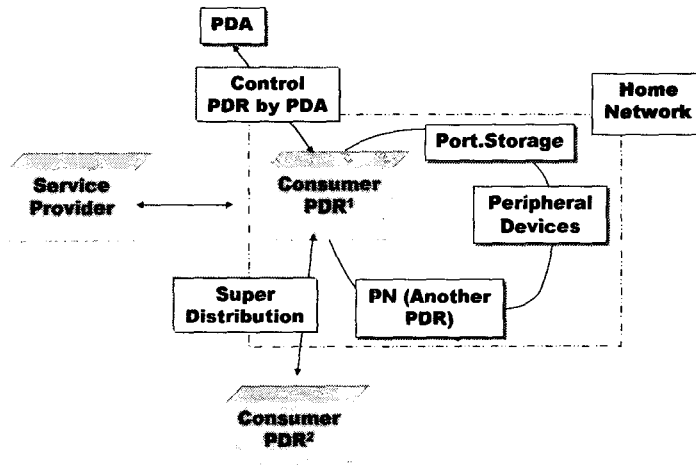 PDA
Control
PDR by PDA
Home
Network
Port.Storage
Service
Provider
Consumer
PDR¹
Peripheral
Devices
Super
Distribution
PN (Another
PDR)
Consumer
PDR²